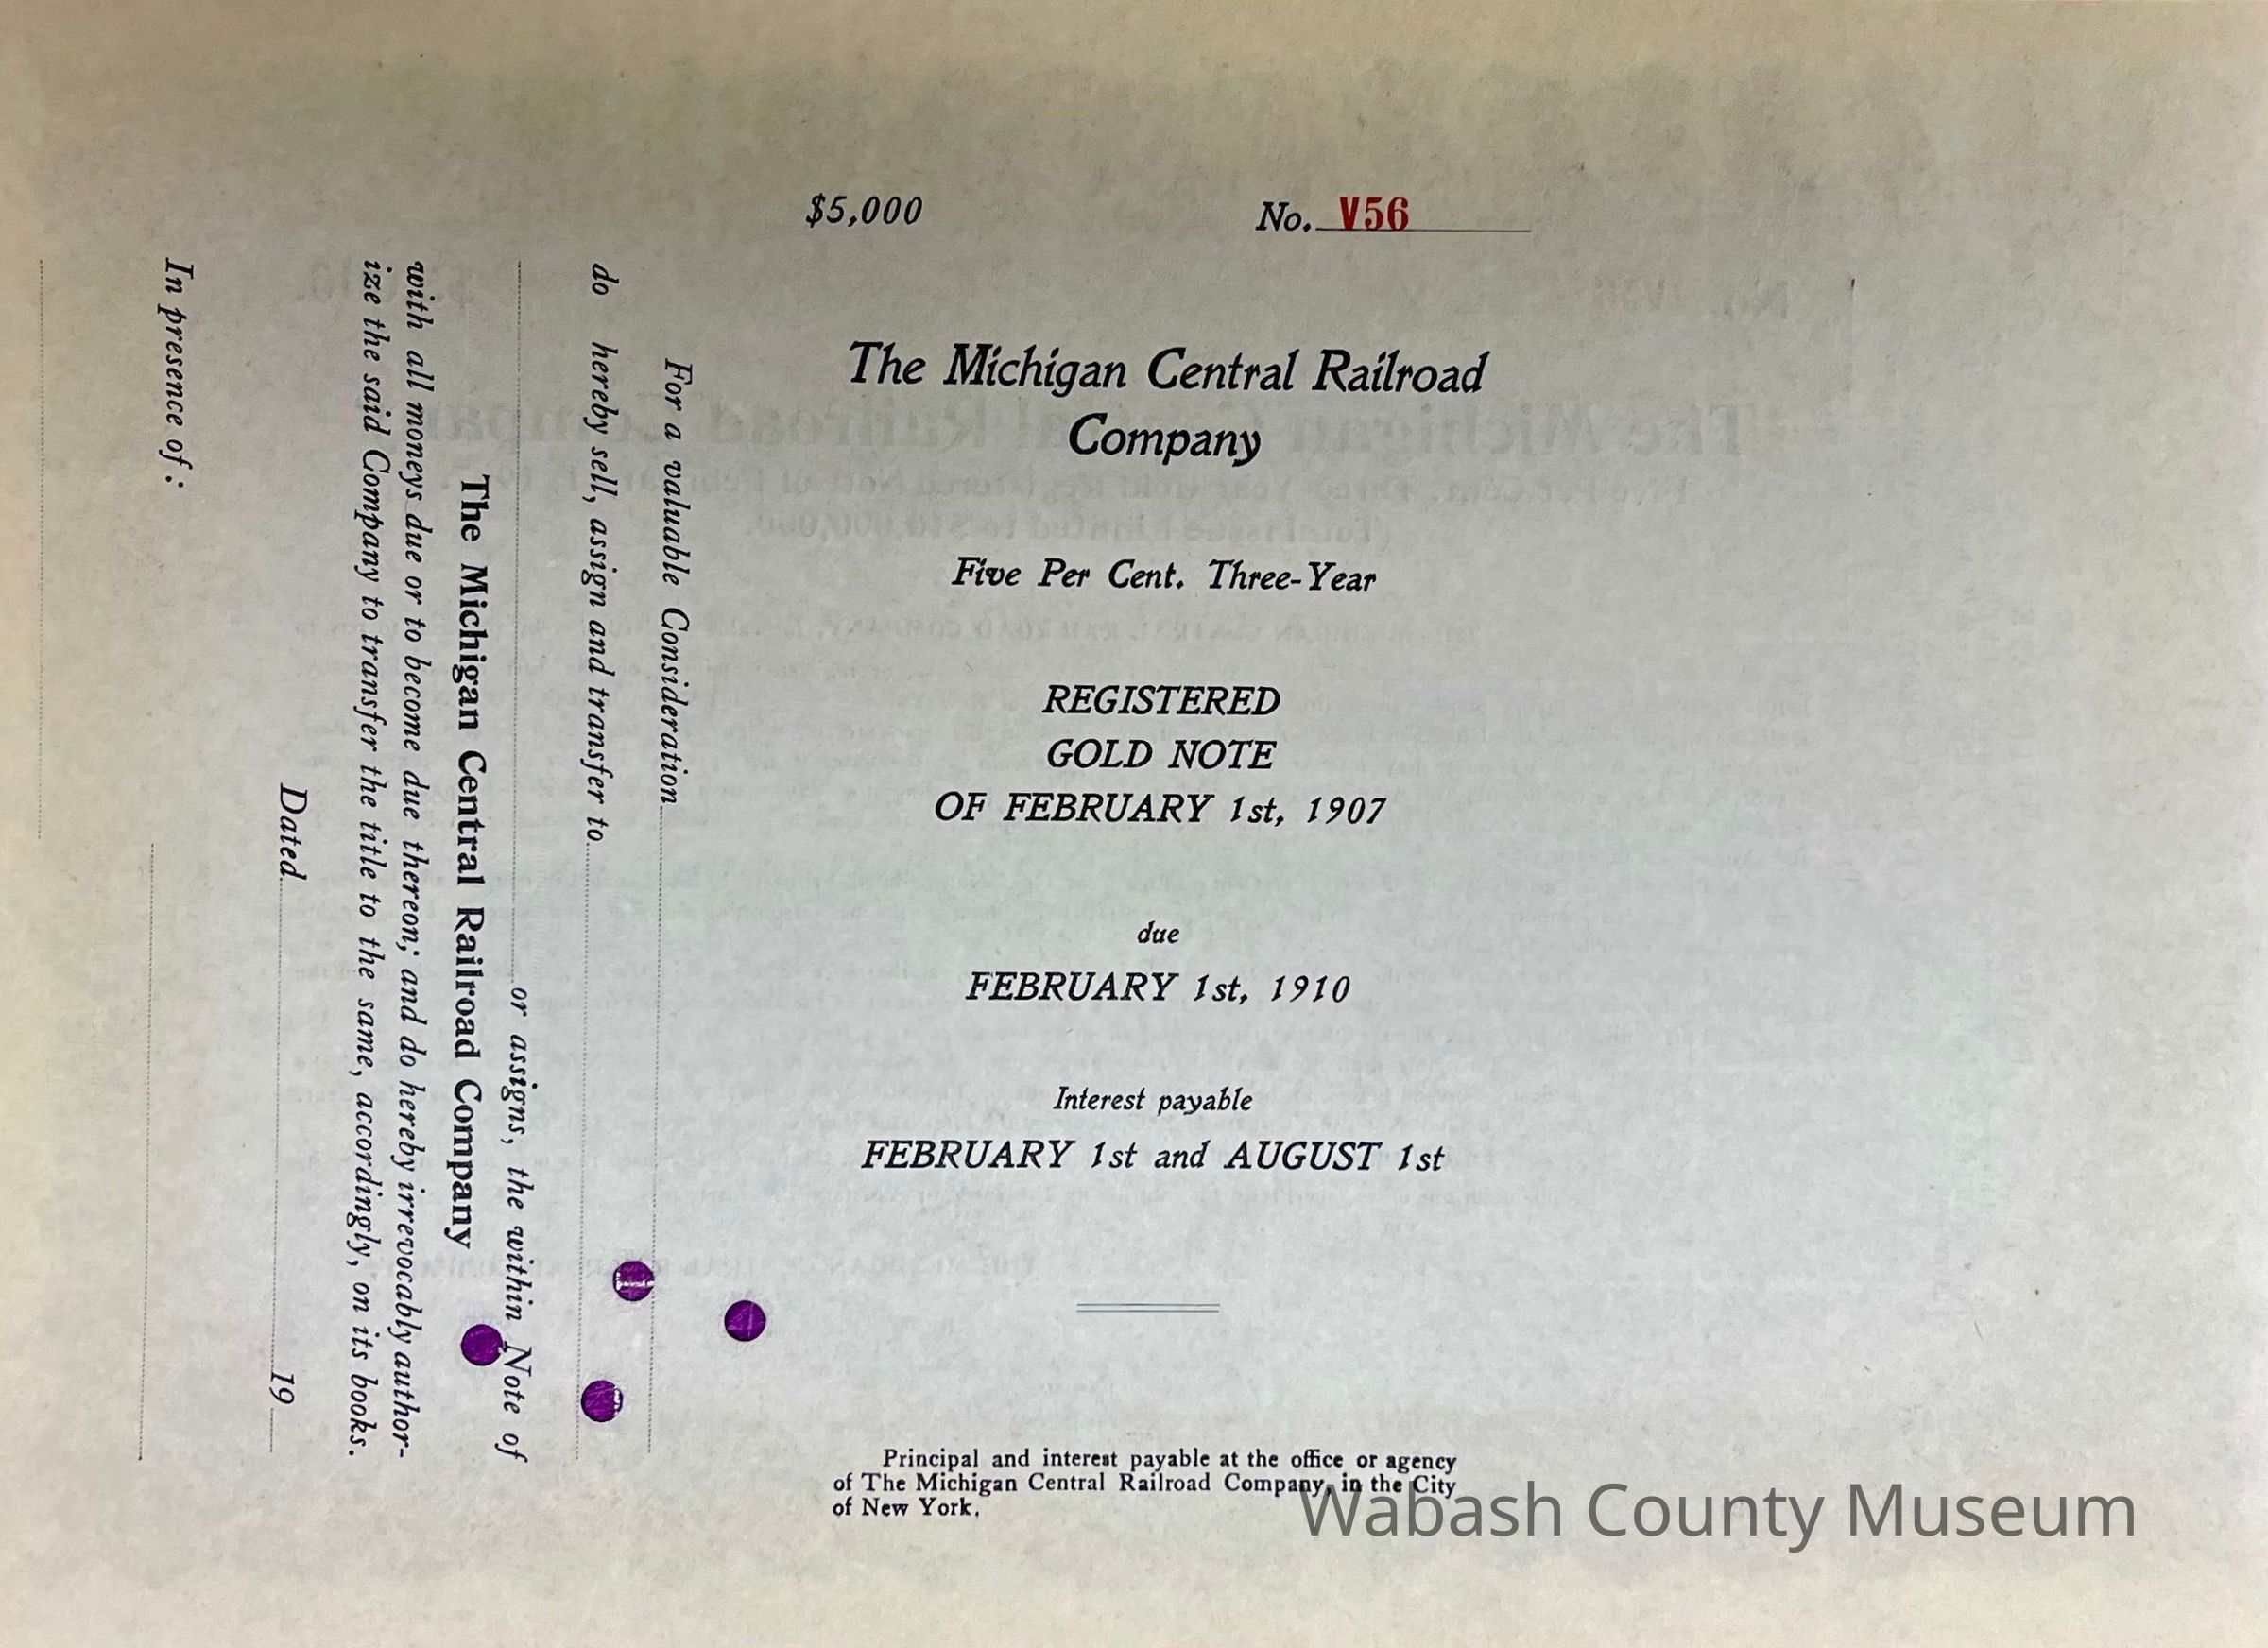 $5,000 No. V56
The Michigan Central Railroad
Company
Five Per Cent. Three-Year
REGISTERED
GOLD NOTE
OF FEBRUARY 1st, 1907
due
FEBRUARY 1st, 1910
Interest payable
FEBRUARY 1st and AUGUST 1st
Principal and interest payable at the office or agency
of The Michigan Central Railroad Company, in the City
of New York.
For a valuable Consideration
do hereby sell, assign and transfer to
or assigns, the within Note of
The Michigan Central Railroad Company
with all moneys due or to become due thereon; and do hereby irrevocably author-
ize the said Company to transfer the title to the same, accordingly, on its books.
Dated 19
In presence of:
Wabash County Museum